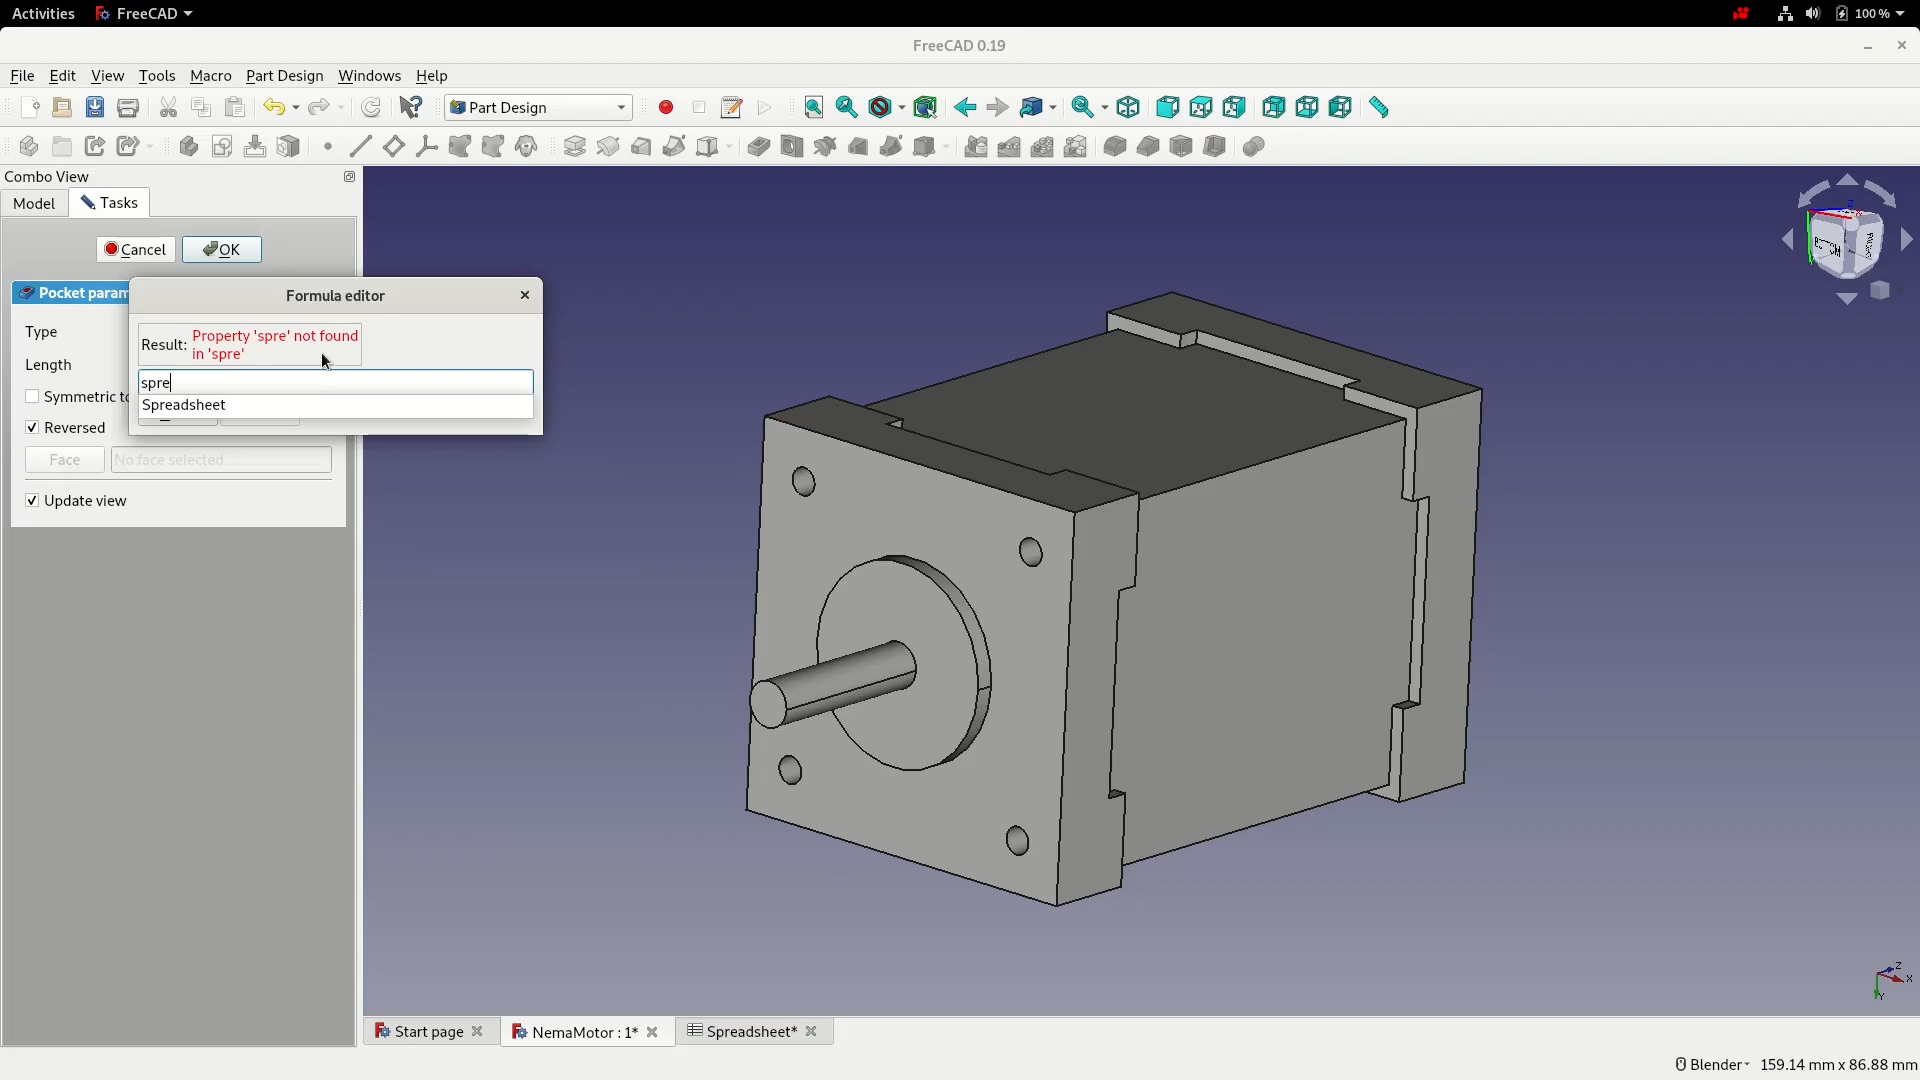 Activities FreeCAD 100 %
FreeCAD 0.19
File Edit View Tools Macro Part Design Windows Help
Part Design
Combo View
Model Tasks
Cancel OK
Pocket param
Formula editor
Type
Result: Property 'spre' not found
in 'spre'
Length
spre
Symmetric to
Spreadsheet
Reversed
Face No face selected
Update view
BOTTOM
Z
X
Z
X
Y
Start page NemaMotor : 1* Spreadsheet*
Blender 159.14 mm x 86.88 mm